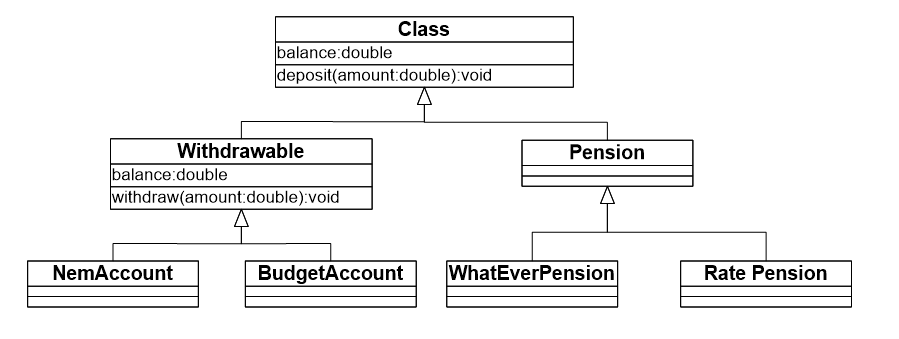 Class
balance:double
deposit(amount:double):void
Withdrawable
balance:double
withdraw(amount:double):void
Pension
NemAccount
BudgetAccount
WhatEverPension
Rate Pension